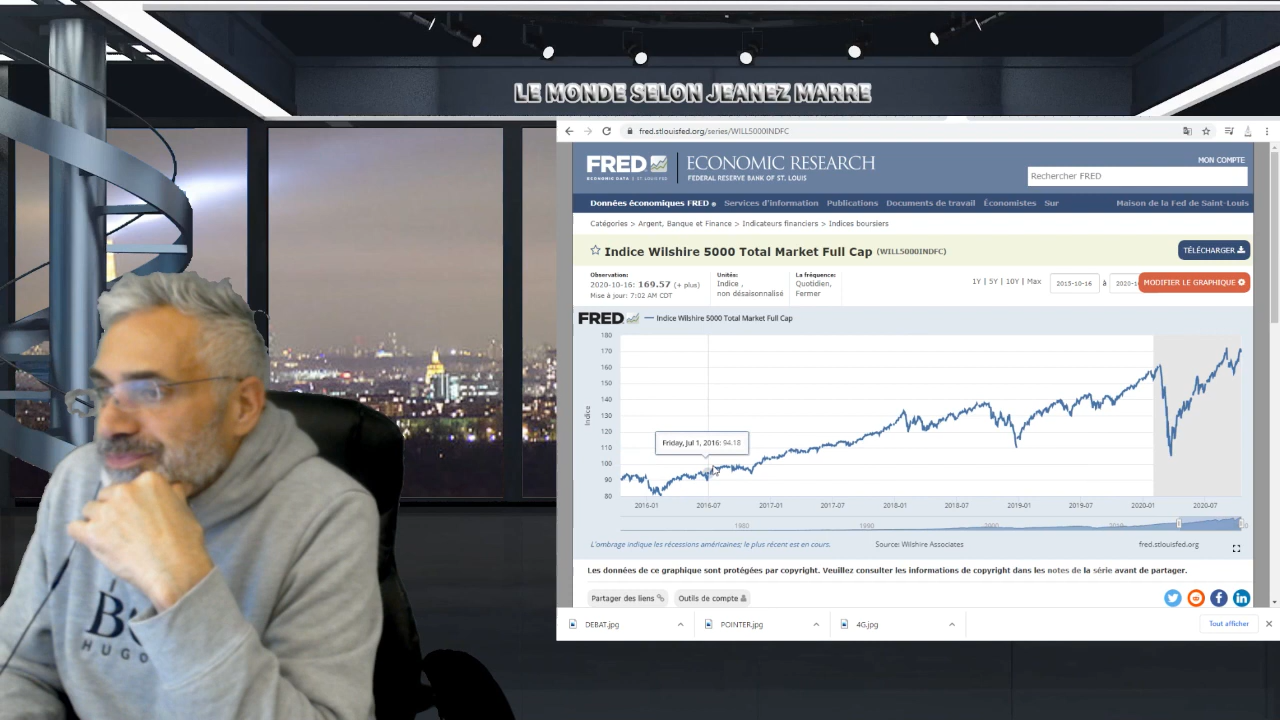 LE MONDE SELON JEANEZ MARRE
fred.stlouisfed.org/series/WILL5000INDFC
FRED
ECONOMIC DATA | ST. LOUIS FED
ECONOMIC RESEARCH
FEDERAL RESERVE BANK OF ST. LOUIS
MON COMPTE
Rechercher FRED
Données économiques FRED Services d'information Publications Documents de travail Économistes Sur Maison de la Fed de Saint-Louis
Catégories > Argent, Banque et Finance > Indicateurs financiers > Indices boursiers
Indice Wilshire 5000 Total Market Full Cap (WILL5000INDFC)
TÉLÉCHARGER
Observation:
2020-10-16: 169.57 (+ plus)
Mise à jour: 7:02 AM CDT
Unités:
Indice ,
non désaisonnalisé
La fréquence:
Quotidien,
Fermer
1Y | 5Y | 10Y | Max
2015-10-16 à 2020-1
MODIFIER LE GRAPHIQUE
FRED
Indice Wilshire 5000 Total Market Full Cap
180
170
160
150
140
130
120
110
100
90
80
Indice
Friday, Jul 1, 2016: 94.18
2016-01 2016-07 2017-01 2017-07 2018-01 2018-07 2019-01 2019-07 2020-01 2020-07
1980 1990 2000
L'ombrage indique les récessions américaines; le plus récent est en cours.
Source: Wilshire Associates
fred.stlouisfed.org
Les données de ce graphique sont protégées par copyright. Veuillez consulter les informations de copyright dans les notes de la série avant de partager.
Partager des liens
Outils de compte
DEBAT.jpg
POINTER.jpg
4G.jpg
Tout afficher
HUGO